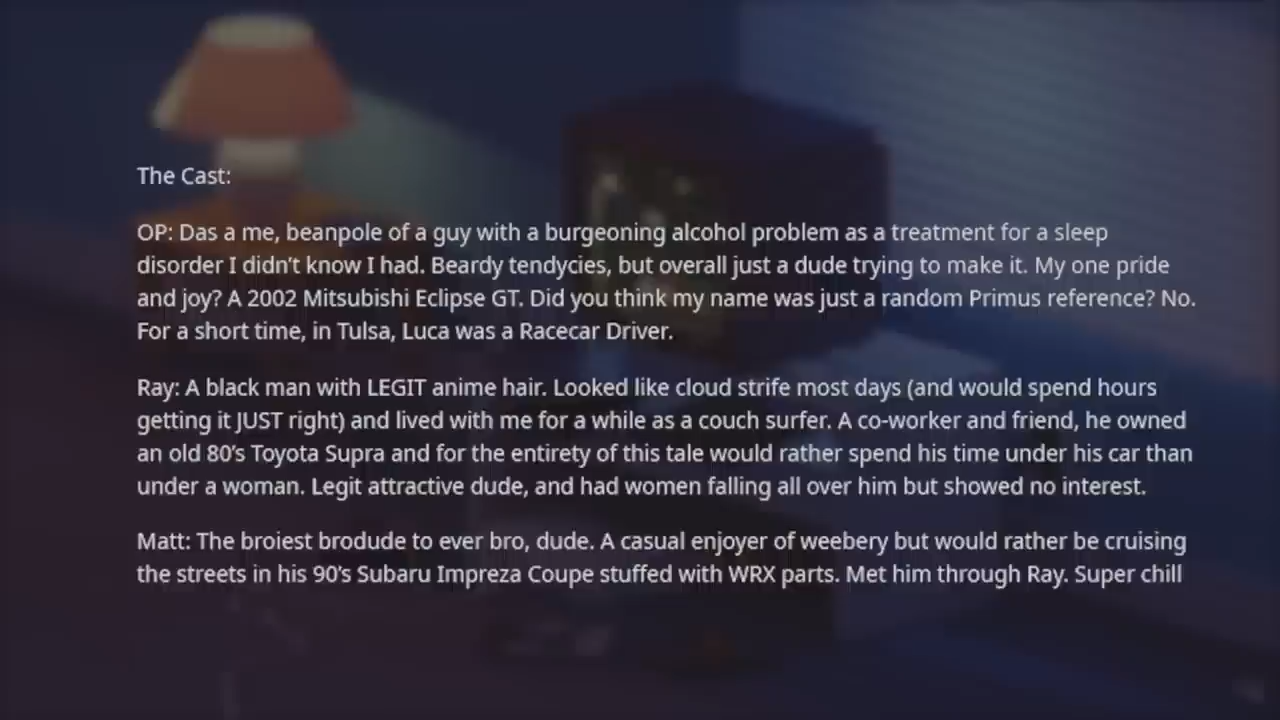 The Cast:
OP: Das a me, beanpole of a guy with a burgeoning alcohol problem as a treatment for a sleep
disorder I didn't know I had. Beardy tendycies, but overall just a dude trying to make it. My one pride
and joy? A 2002 Mitsubishi Eclipse GT. Did you think my name was just a random Primus reference? No.
For a short time, in Tulsa, Luca was a Racecar Driver.
Ray: A black man with LEGIT anime hair. Looked like cloud strife most days (and would spend hours
getting it JUST right) and lived with me for a while as a couch surfer. A co-worker and friend, he owned
an old 80's Toyota Supra and for the entirety of this tale would rather spend his time under his car than
under a woman. Legit attractive dude, and had women falling all over him but showed no interest.
Matt: The broiest brodude to ever bro, dude. A casual enjoyer of weebery but would rather be cruising
the streets in his 90's Subaru Impreza Coupe stuffed with WRX parts. Met him through Ray. Super chill